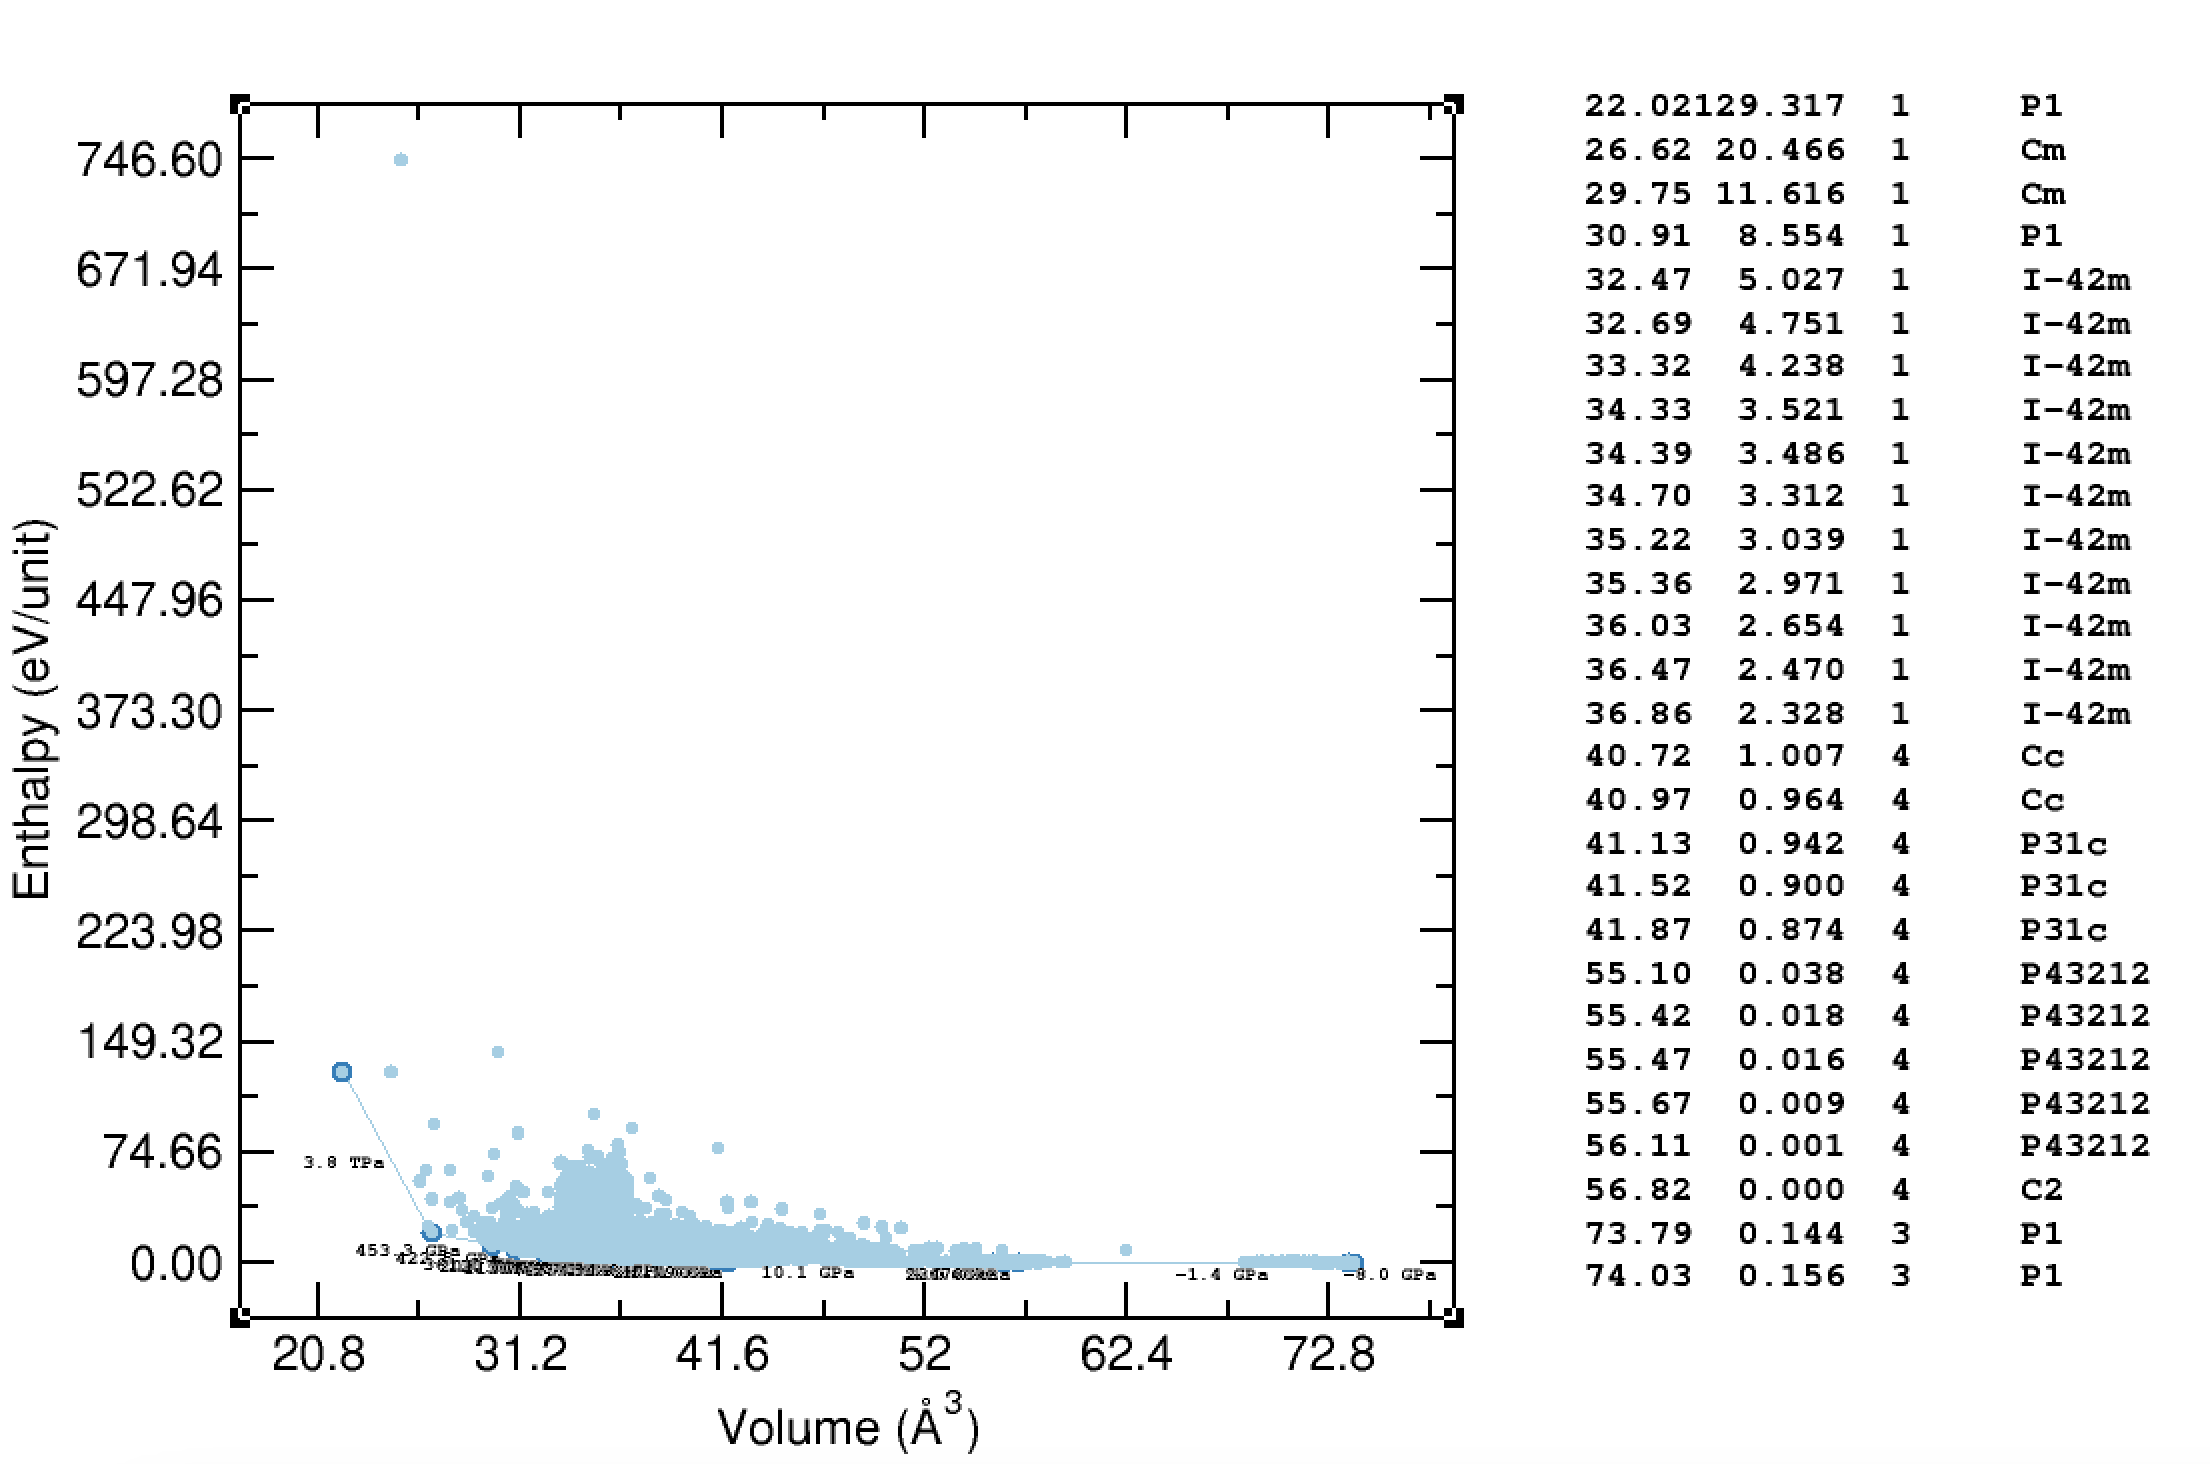 746.60
671.94
597.28
522.62
447.96
373.30
298.64
223.98
149.32
74.66
0.00
Enthalpy (eV/unit)
3.8 TPa
453.3 GPa
10.1 GPa
-1.4 GPa
-8.0 GPa
20.8 31.2 41.6 52 62.4 72.8
Volume (Å³)
22.02129.317 1 P1
26.62 20.466 1 Cm
29.75 11.616 1 Cm
30.91 8.554 1 P1
32.47 5.027 1 I-42m
32.69 4.751 1 I-42m
33.32 4.238 1 I-42m
34.33 3.521 1 I-42m
34.39 3.486 1 I-42m
34.70 3.312 1 I-42m
35.22 3.039 1 I-42m
35.36 2.971 1 I-42m
36.03 2.654 1 I-42m
36.47 2.470 1 I-42m
36.86 2.328 1 I-42m
40.72 1.007 4 Cc
40.97 0.964 4 Cc
41.13 0.942 4 P31c
41.52 0.900 4 P31c
41.87 0.874 4 P31c
55.10 0.038 4 P43212
55.42 0.018 4 P43212
55.47 0.016 4 P43212
55.67 0.009 4 P43212
56.11 0.001 4 P43212
56.82 0.000 4 C2
73.79 0.144 3 P1
74.03 0.156 3 P1